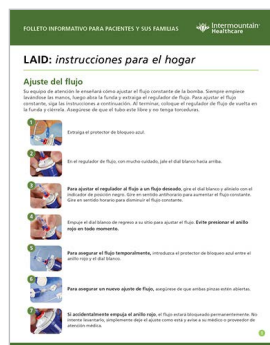 FOLLETO INFORMATIVO PARA PACIENTES Y SUS FAMILIAS
Intermountain
Healthcare
LAID: instrucciones para el hogar
Ajuste del flujo
Su equipo de atención le enseñará cómo ajustar el flujo constante de la bomba. Siempre empiece
lavándose las manos, luego abra la funda y extraiga el regulador de flujo. Para ajustar el flujo
constante, siga las instrucciones a continuación. Al terminar, coloque el regulador de flujo de vuelta en
la funda y ciérrela. Asegúrese de que el tubo esté libre y no tenga torceduras.
1
Extraiga el protector de bloqueo azul.
2
En el regulador de flujo, con mucho cuidado, jale el dial blanco hacia arriba.
3
Para ajustar el regulador al flujo deseado, gire el dial blanco y alinéelo con el
indicador de posición negro. Gire en sentido antihorario para aumentar el flujo constante.
Gire en sentido horario para disminuir el flujo constante.
4
Empuje el dial blanco de regreso a su sitio para ajustar el flujo. Evite presionar el anillo
rojo en todo momento.
5
Para asegurar el flujo temporalmente, introduzca el protector de bloqueo azul entre el
anillo rojo y el dial blanco.
6
Para asegurar un nuevo ajuste de flujo, asegúrese de que ambas pinzas estén abiertas.
7
Si accidentalmente empuja el anillo rojo, el flujo estará bloqueado permanentemente. No
intente levantarlo, simplemente deje el ajuste como está y avise a su médico o proveedor de
atención médica.
1